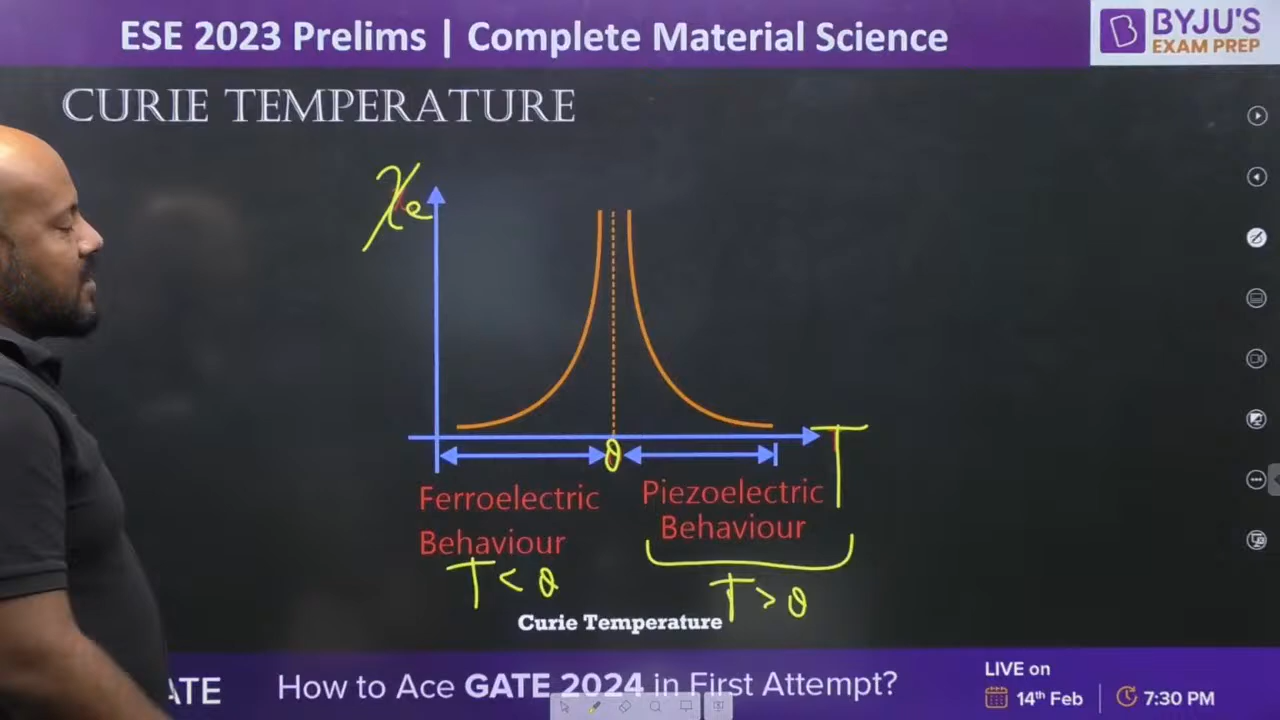 ESE 2023 Prelims | Complete Material Science
BYJU'S
EXAM PREP
CURIE TEMPERATURE
χe
θ
T
Ferroelectric
Behaviour
Piezoelectric
Behaviour
T < θ
T > θ
Curie Temperature
ATE
How to Ace GATE 2024 in First Attempt?
LIVE on
14th Feb
7:30 PM